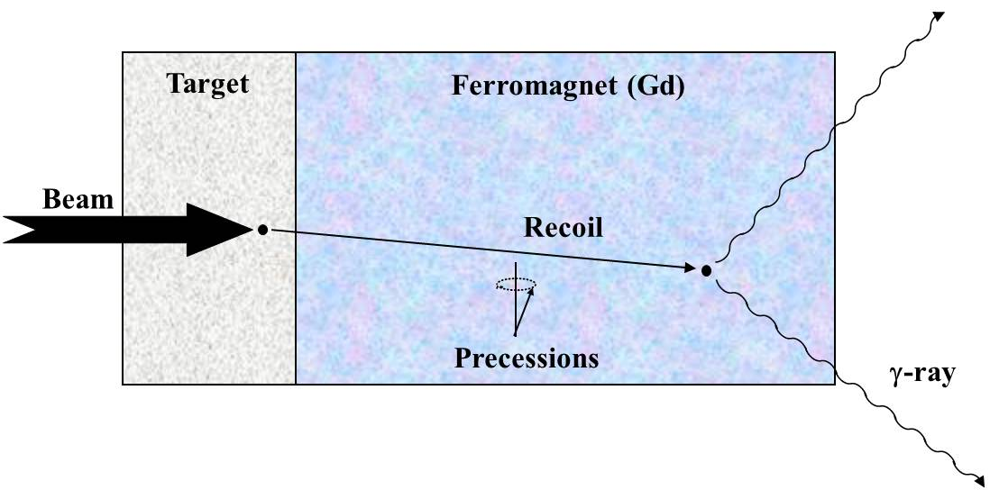 Target
Ferromagnet (Gd)
Beam
Recoil
Precessions
γ-ray